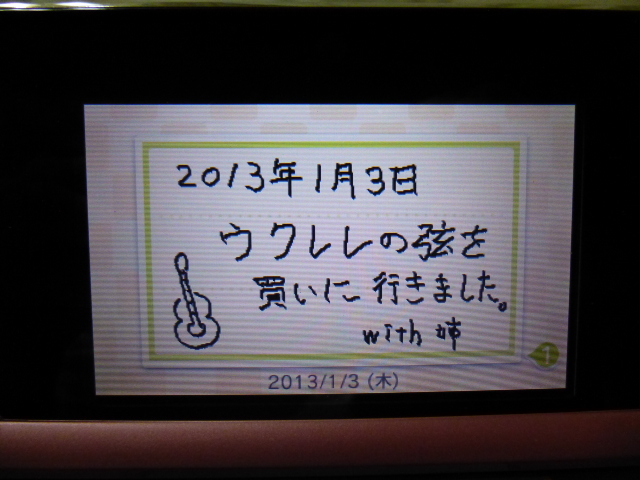 2013年1月3日
ウクレレの弦を
買いに行きました。
with 姉
1
2013/1/3 (木)